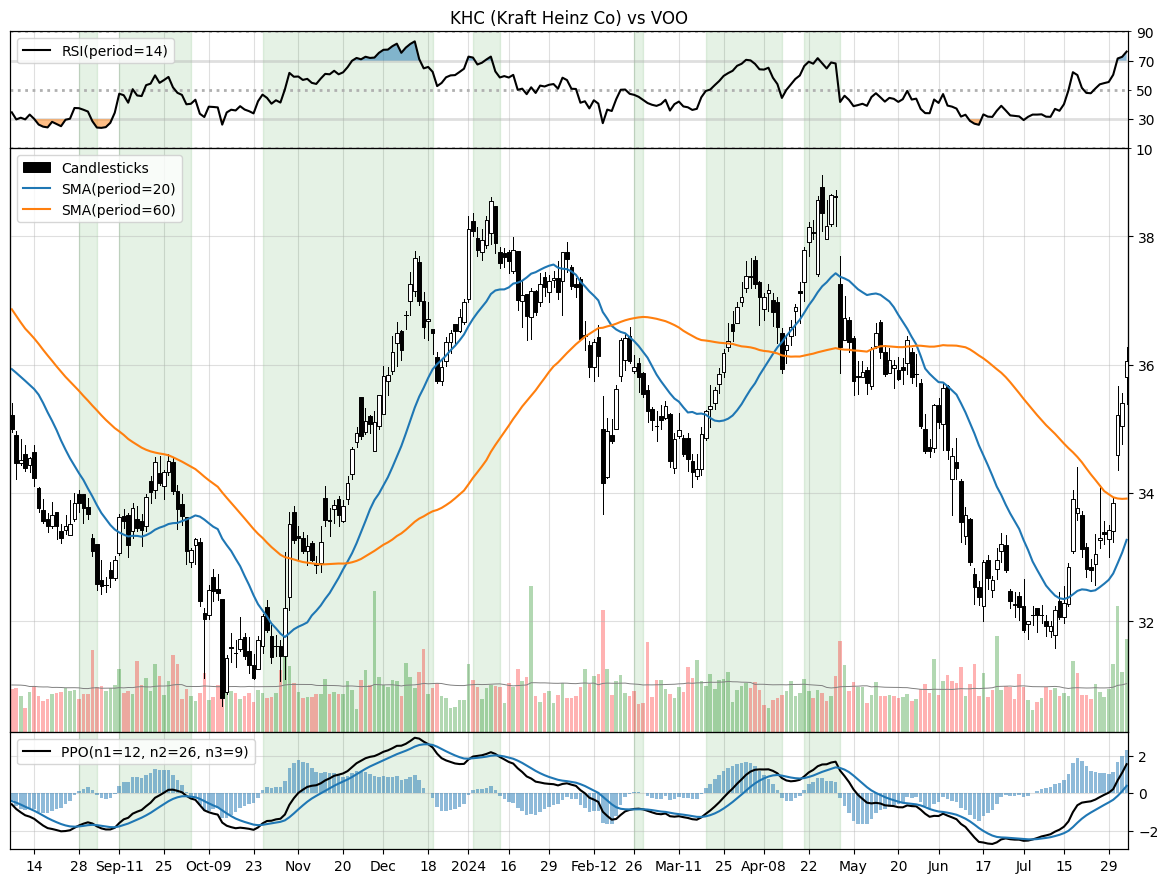 KHC (Kraft Heinz Co) vs VOO
RSI(period=14)
90
70
50
30
10
Candlesticks
SMA(period=20)
SMA(period=60)
38
36
34
32
PPO(n1=12, n2=26, n3=9)
2
0
−2
14 28 Sep-11 25 Oct-09 23 Nov 20 Dec 18 2024 16 29 Feb-12 26 Mar-11 25 Apr-08 22 May 20 Jun 17 Jul 15 29